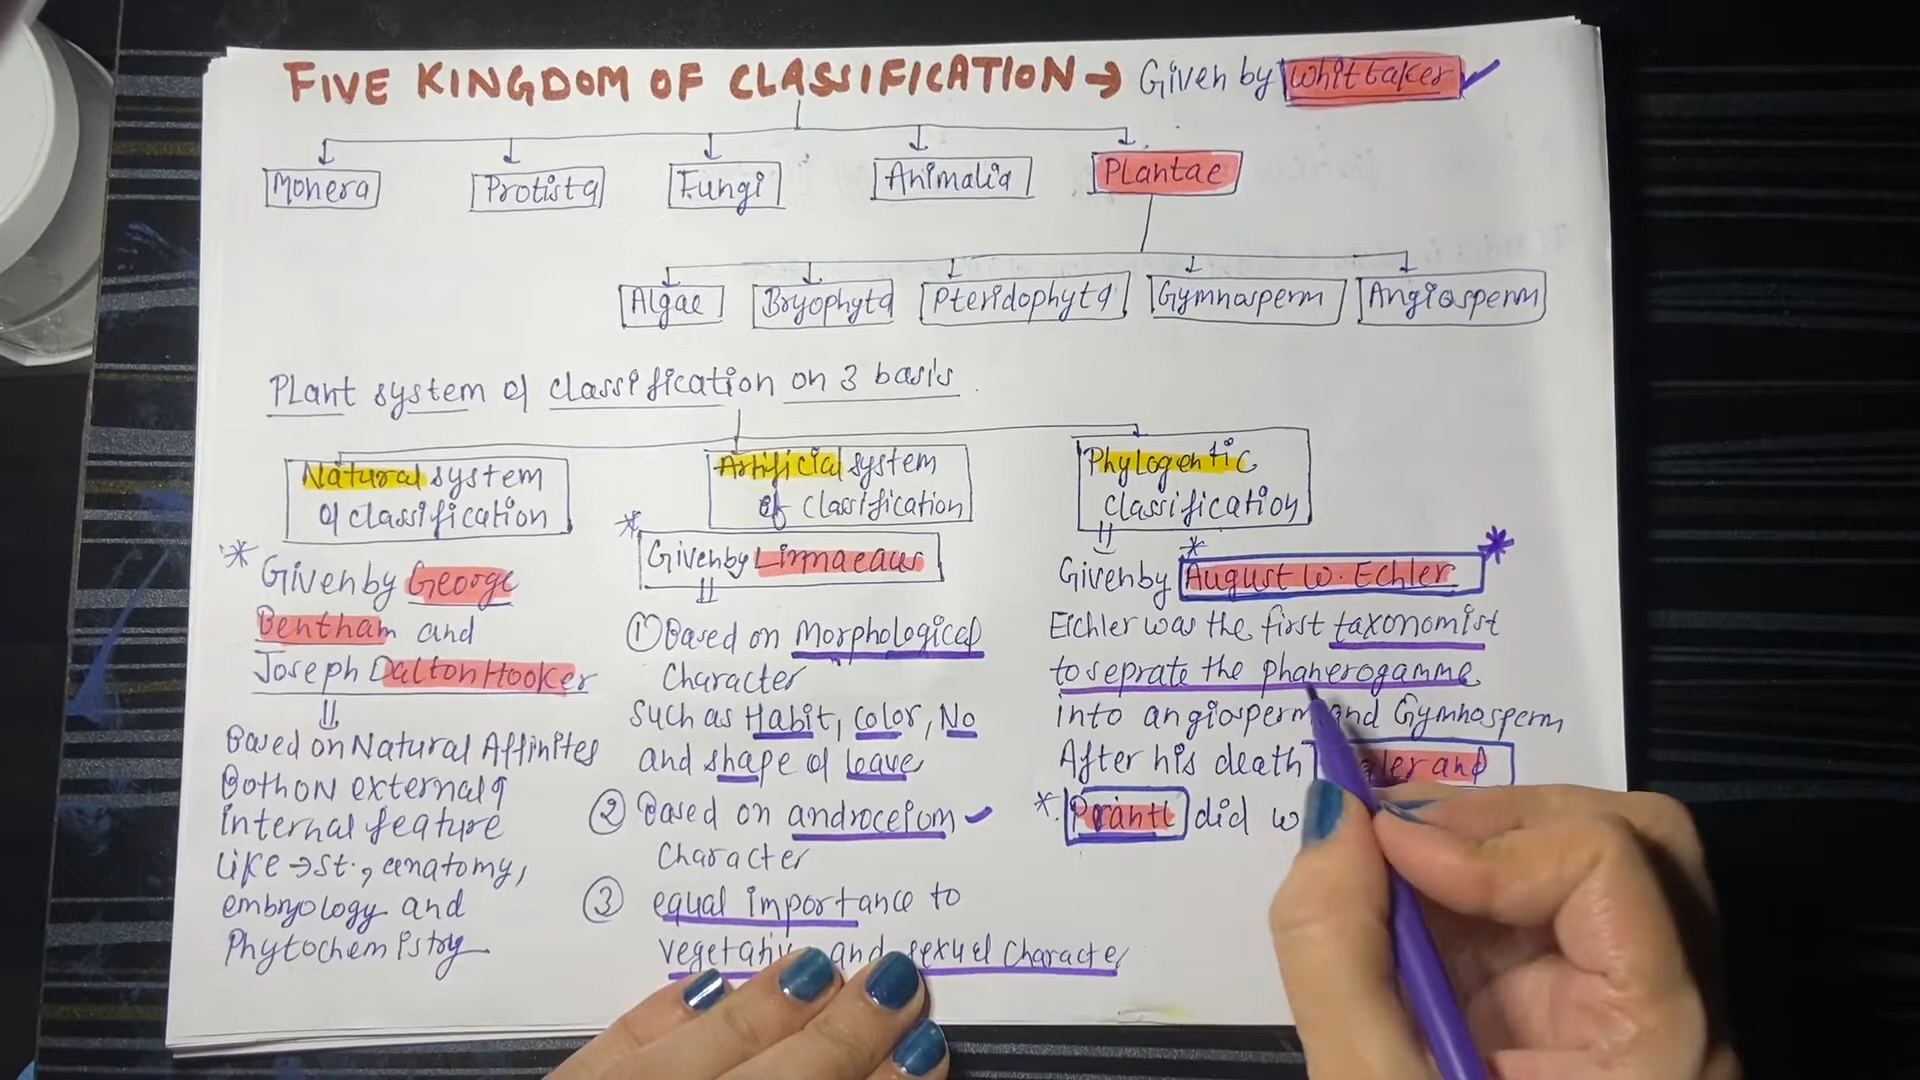 FIVE KINGDOM OF CLASSIFICATION → Given by Whittaker
Monera
Protista
Fungi
Animalia
Plantae
Algae
Bryophyta
Pteridophyta
Gymnosperm
Angiosperm
Plant system of classification on 3 basis
Natural system
of classification
* Given by George
Bentham and
Joseph Dalton Hooker
Based on Natural Affinites
Both on external &
internal feature
Like → st., anatomy,
embryology and
Phytochemistry
Artificial system
of classification
* Given by Linnaeaus
① Based on Morphological
Character
Such as Habit, color, No
and shape of leave
② Based on androceiom
Character
③ equal importance to
vegetativ and sexual Character
Phylogentic
classification
Given by August W. Echler *
Eichler was the first taxonomist
to seprate the phanerogamme
into angiosperm and Gymnosperm
After his death ler and
* Prantl did w